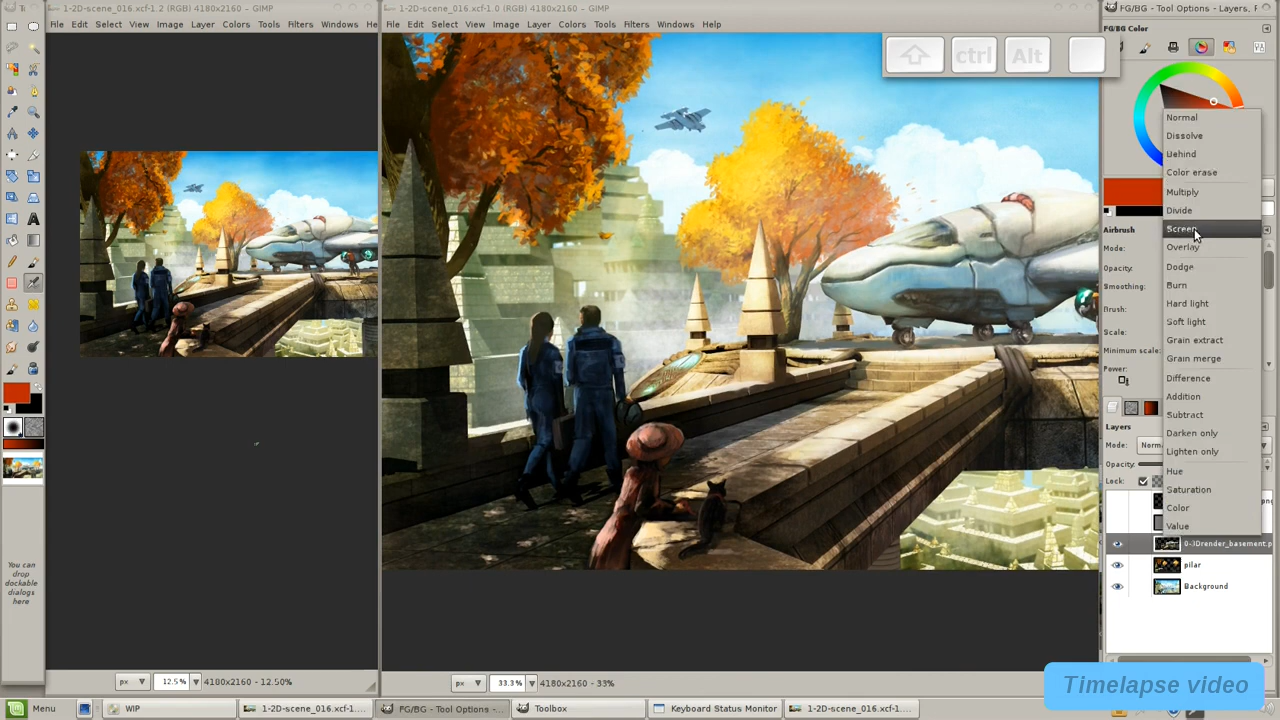 1-2D-scene_016.xcf-1.2 (RGB) 4180x2160 – GIMP
1-2D-scene_016.xcf-1.0 (RGB) 4180x2160 – GIMP
FG/BG - Tool Options - Layers, F
File Edit Select View Image Layer Colors Tools Filters Windows He
File Edit Select View Image Layer Colors Tools Filters Windows Help
FG/BG Color
ctrl Alt
Normal
Dissolve
Behind
Color erase
Multiply
Divide
Screen
Overlay
Dodge
Burn
Hard light
Soft light
Grain extract
Grain merge
Difference
Addition
Subtract
Darken only
Lighten only
Hue
Saturation
Color
Value
Airbrush
Mode:
Opacity:
Smoothing:
Brush:
Scale:
Minimum scale:
Power:
Layers
Mode: Norm
Opacity:
Lock:
0-3Drender_basement.p
pilar
Background
You can
drop
dockable
dialogs
here
px 12.5% 4180x2160 - 12.50%
px 33.3% 4180x2160 - 33%
Timelapse video
Menu
WIP
1-2D-scene_016.xcf-1....
FG/BG - Tool Options -...
Toolbox
Keyboard Status Monitor
1-2D-scene_016.xcf-1....